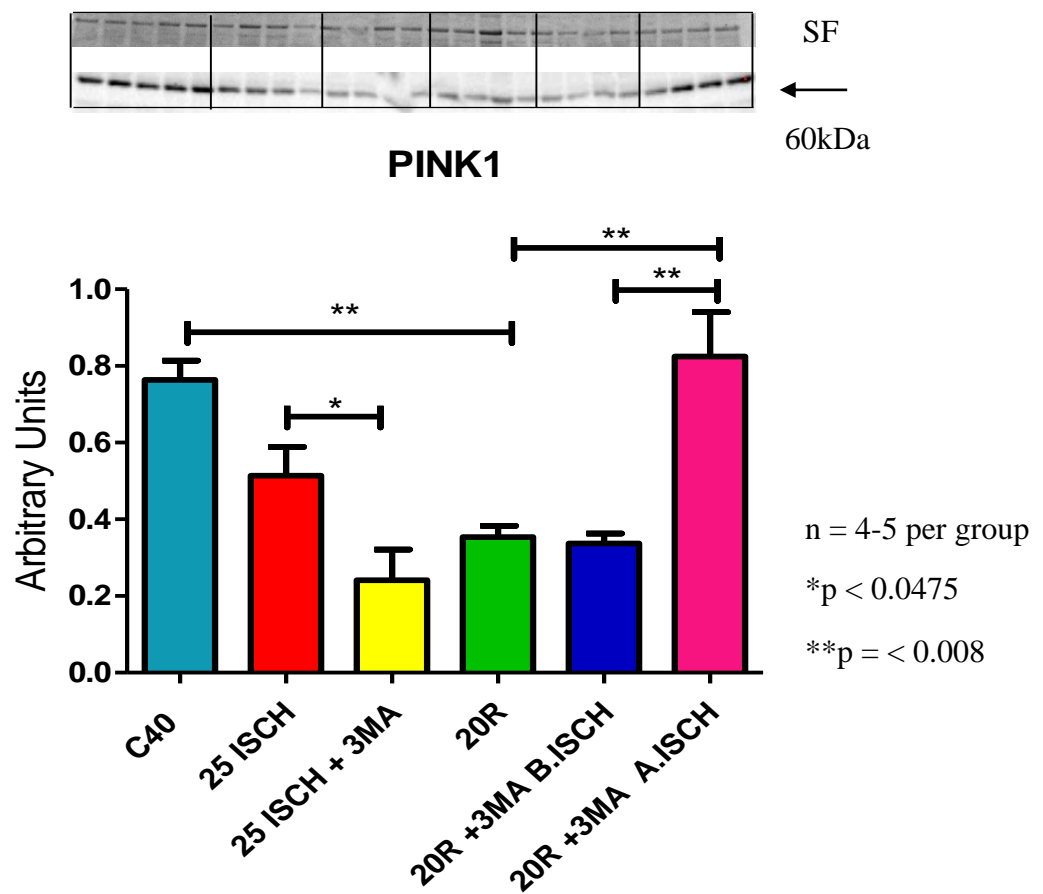 SF
60kDa
PINK1
**
**
**
*
1.0
0.8
0.6
0.4
0.2
0.0
Arbitrary Units
n = 4-5 per group
*p < 0.0475
**p = < 0.008
C40
25 ISCH
25 ISCH + 3MA
20R
20R +3MA B.ISCH
20R +3MA A.ISCH